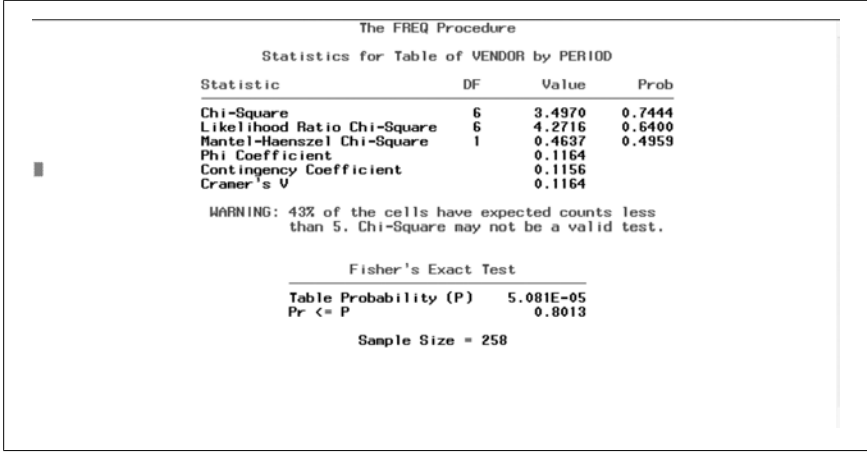 The FREQ Procedure
Statistics for Table of VENDOR by PERIOD
Statistic DF Value Prob
Chi-Square 6 3.4970 0.7444
Likelihood Ratio Chi-Square 6 4.2716 0.6400
Mantel-Haenszel Chi-Square 1 0.4637 0.4959
Phi Coefficient 0.1164
Contingency Coefficient 0.1156
Cramer's V 0.1164
WARNING: 43% of the cells have expected counts less
than 5. Chi-Square may not be a valid test.
Fisher's Exact Test
Table Probability (P) 5.081E-05
Pr <= P 0.8013
Sample Size = 258